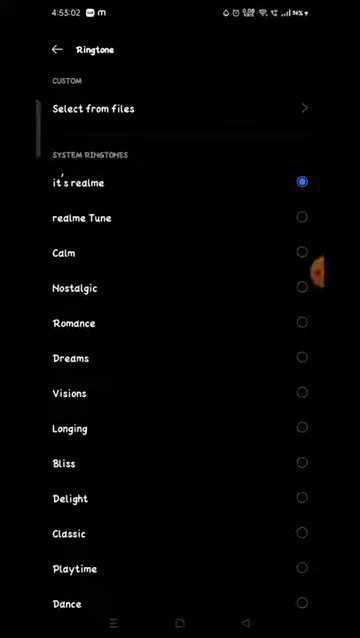 4:53:02
Ringtone
CUSTOM
Select from files
SYSTEM RINGTONES
it's realme
realme Tune
Calm
Nostalgic
Romance
Dreams
Visions
Longing
Bliss
Delight
Classic
Playtime
Dance